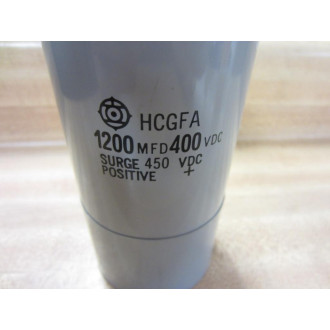 HCGFA
1200 MFD 400 VDC
SURGE 450 VDC
POSITIVE +